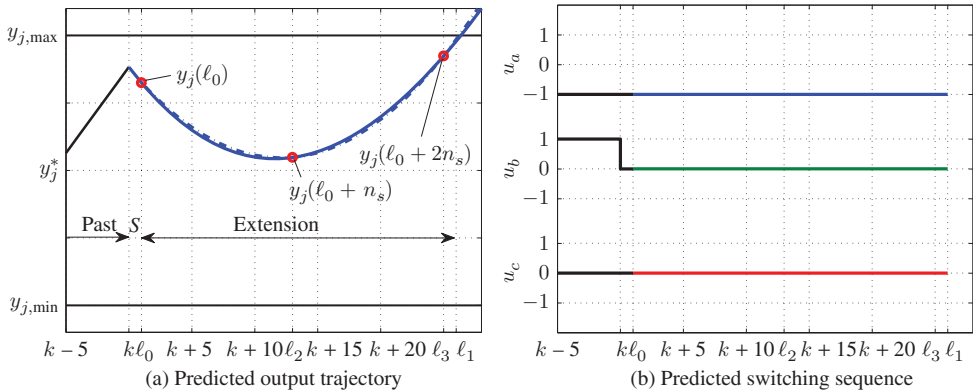 y_{j,max}
y_j(ℓ_0)
y_j^*
y_j(ℓ_0 + 2n_s)
y_j(ℓ_0 + n_s)
Past S Extension
y_{j,min}
k − 5 k ℓ_0 k + 5 k + 10 ℓ_2 k + 15 k + 20 ℓ_3 ℓ_1
(a) Predicted output trajectory
u_a
1
0
−1
u_b
1
0
−1
u_c
1
0
−1
k − 5 k ℓ_0 k + 5 k + 10 ℓ_2 k + 15 k + 20 ℓ_3 ℓ_1
(b) Predicted switching sequence